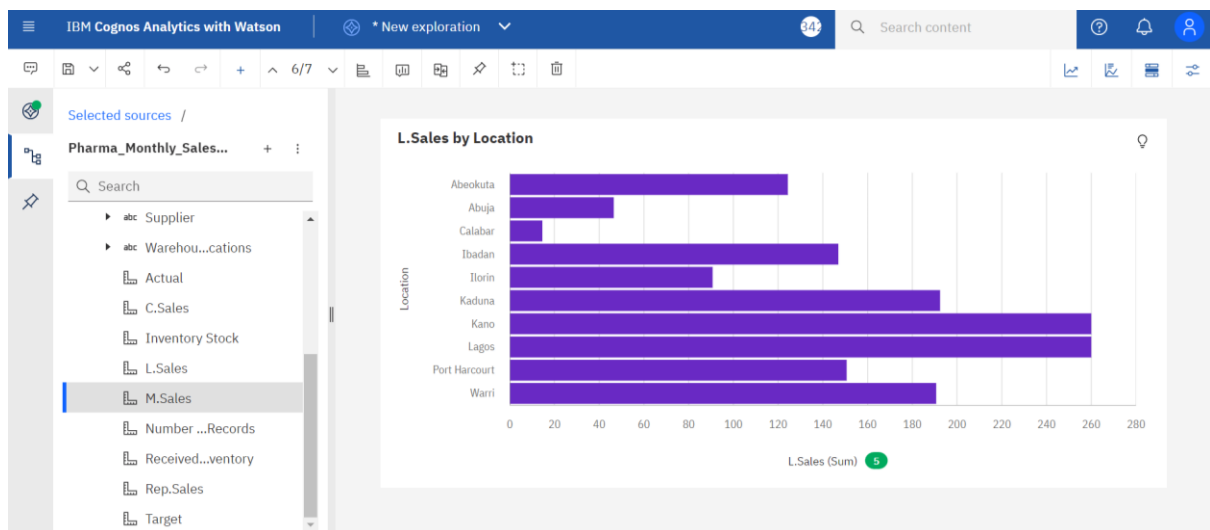 IBM Cognos Analytics with Watson
* New exploration
342
Search content
6/7
Selected sources /
Pharma_Monthly_Sales...
Search
abc Supplier
abc Warehou...cations
Actual
C.Sales
Inventory Stock
L.Sales
M.Sales
Number ...Records
Received...ventory
Rep.Sales
Target
L.Sales by Location
Location
Abeokuta
Abuja
Calabar
Ibadan
Ilorin
Kaduna
Kano
Lagos
Port Harcourt
Warri
0 20 40 60 80 100 120 140 160 180 200 220 240 260 280
L.Sales (Sum) 5